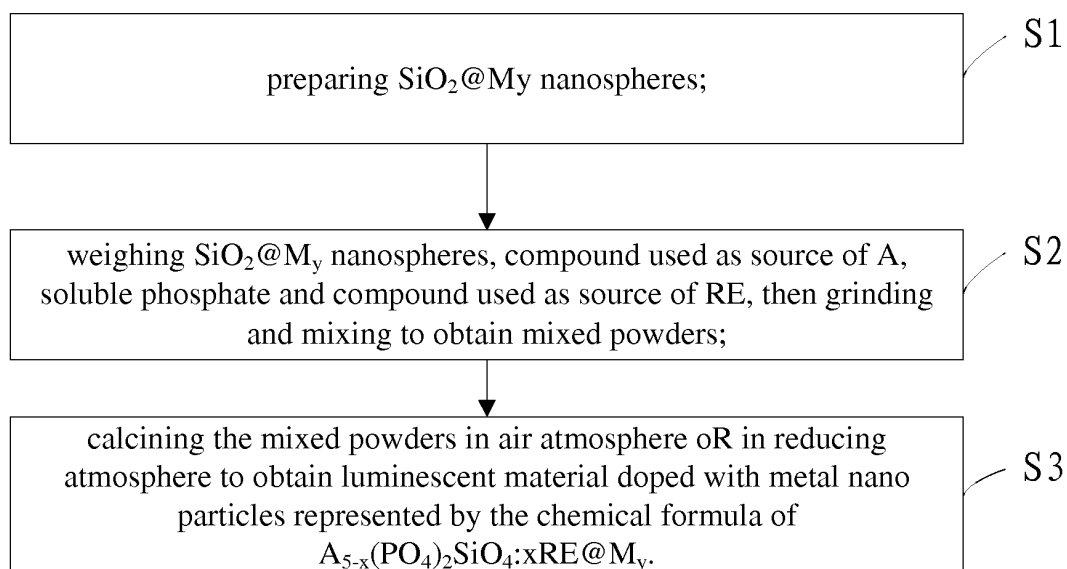 preparing SiO₂@My nanospheres;
S1
weighing SiO₂@Mᵧ nanospheres, compound used as source of A,
soluble phosphate and compound used as source of RE, then grinding
and mixing to obtain mixed powders;
S2
calcining the mixed powders in air atmosphere oR in reducing
atmosphere to obtain luminescent material doped with metal nano
particles represented by the chemical formula of
A₅₋ₓ(PO₄)₂SiO₄:xRE@Mᵧ.
S3